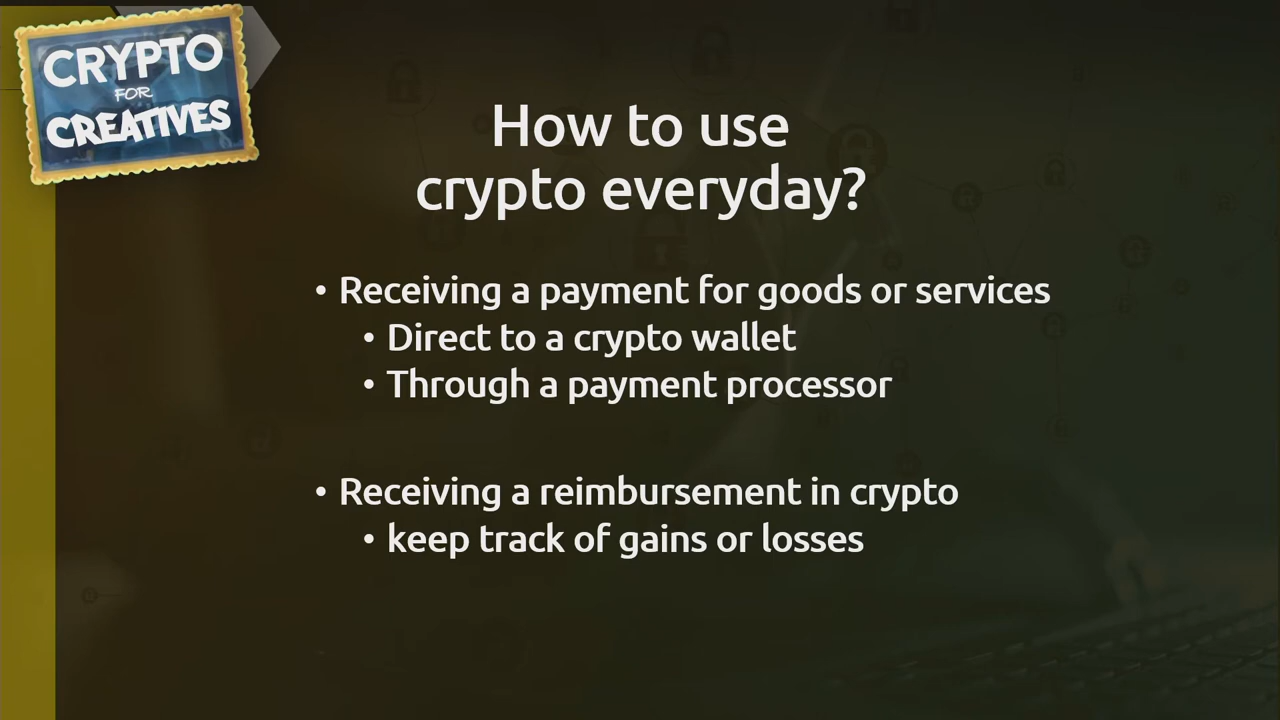 CRYPTO
FOR
CREATIVES
How to use
crypto everyday?
• Receiving a payment for goods or services
• Direct to a crypto wallet
• Through a payment processor
• Receiving a reimbursement in crypto
• keep track of gains or losses